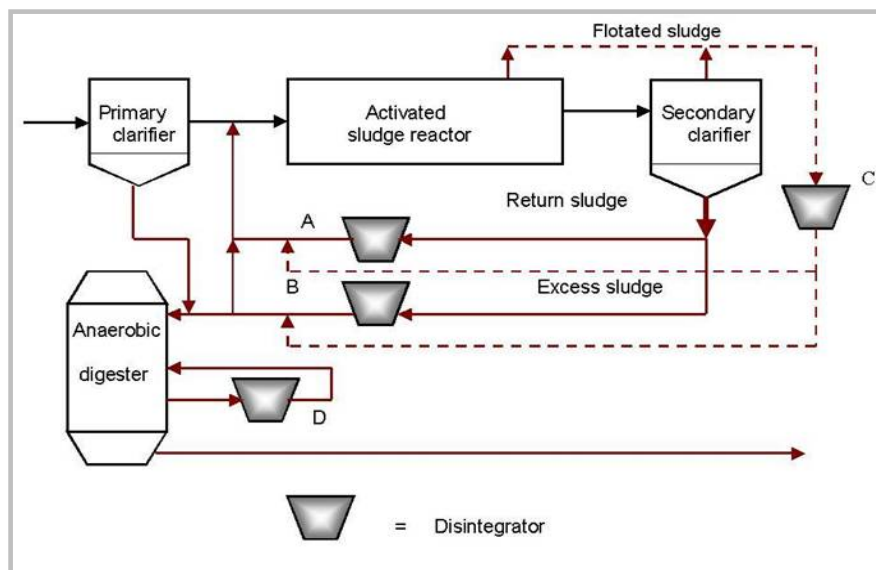 Flotated sludge
Primary
clarifier
Activated
sludge reactor
Secondary
clarifier
C
Return sludge
A
B
Excess sludge
Anaerobic
digester
D
= Disintegrator